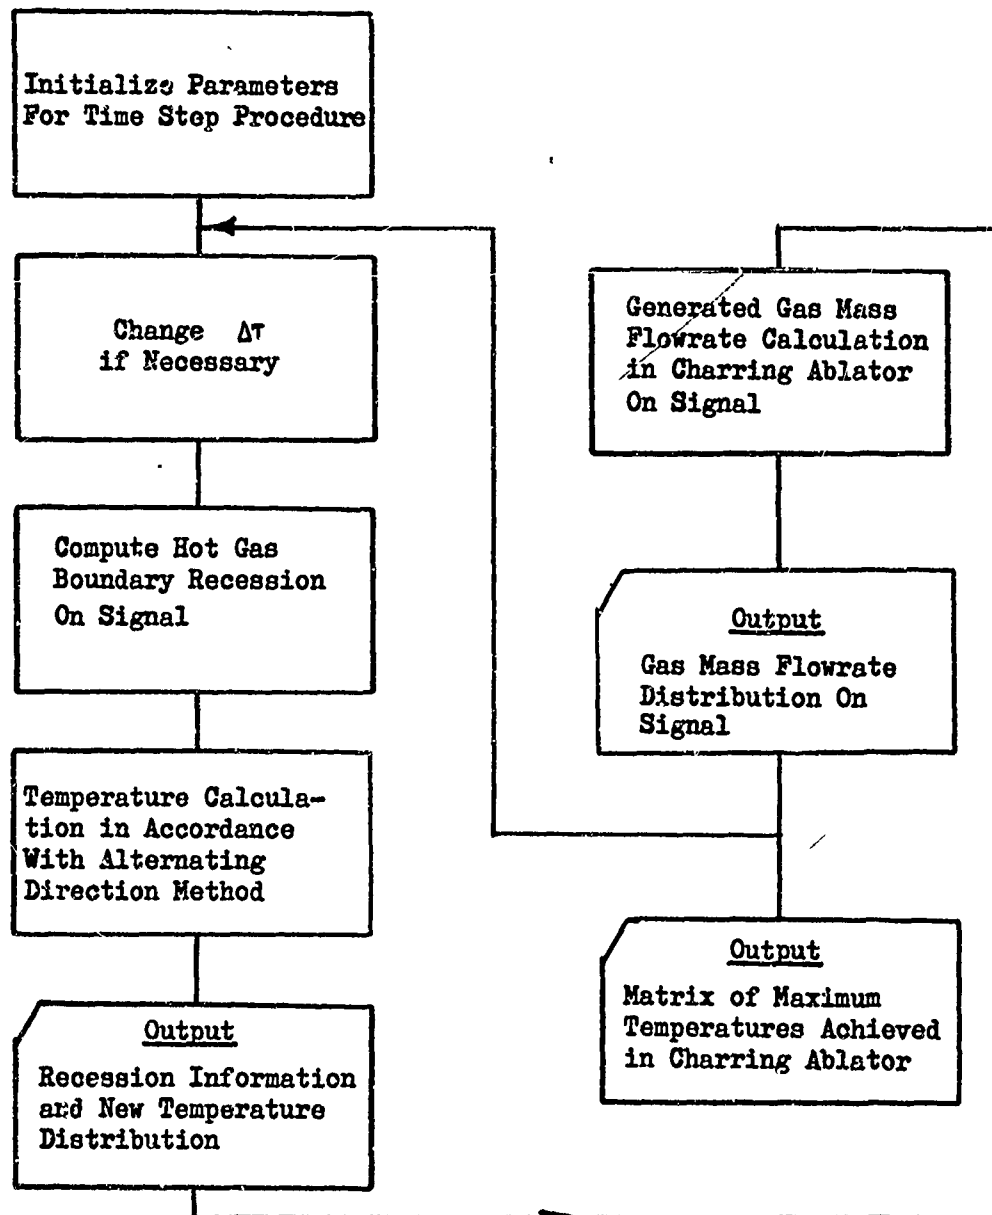 Initialize Parameters
For Time Step Procedure
Change Δτ
if Necessary
Compute Hot Gas
Boundary Recession
On Signal
Temperature Calcula-
tion in Accordance
With Alternating
Direction Method
Output
Recession Information
and New Temperature
Distribution
Generated Gas Mass
Flowrate Calculation
in Charring Ablator
On Signal
Output
Gas Mass Flowrate
Distribution On
Signal
Output
Matrix of Maximum
Temperatures Achieved
in Charring Ablator